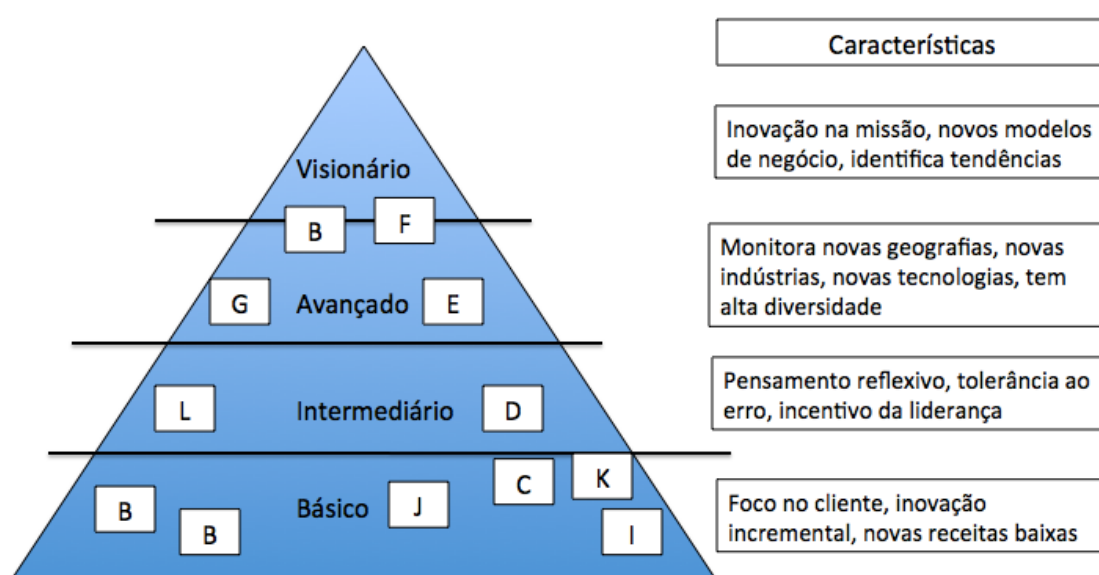 Características
Visionário
Inovação na missão, novos modelos
de negócio, identifica tendências
B
F
G
Avançado
E
Monitora novas geografias, novas
indústrias, novas tecnologias, tem
alta diversidade
L
Intermediário
D
Pensamento reflexivo, tolerância ao
erro, incentivo da liderança
B
B
Básico
J
C
K
I
Foco no cliente, inovação
incremental, novas receitas baixas